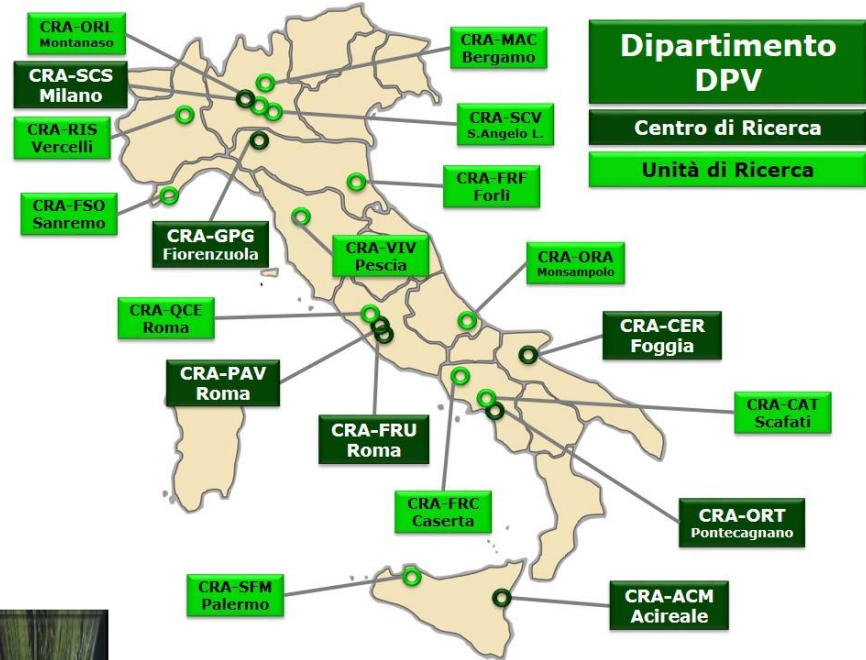 CRA-ORL
Montanaso
CRA-MAC
Bergamo
Dipartimento
DPV
CRA-SCS
Milano
CRA-SCV
S.Angelo L.
Centro di Ricerca
CRA-RIS
Vercelli
Unità di Ricerca
CRA-FRF
Forlì
CRA-FSO
Sanremo
CRA-GPG
Fiorenzuola
CRA-VIV
Pescia
CRA-ORA
Monsampolo
CRA-QCE
Roma
CRA-CER
Foggia
CRA-PAV
Roma
CRA-CAT
Scafati
CRA-FRU
Roma
CRA-FRC
Caserta
CRA-ORT
Pontecagnano
CRA-SFM
Palermo
CRA-ACM
Acireale